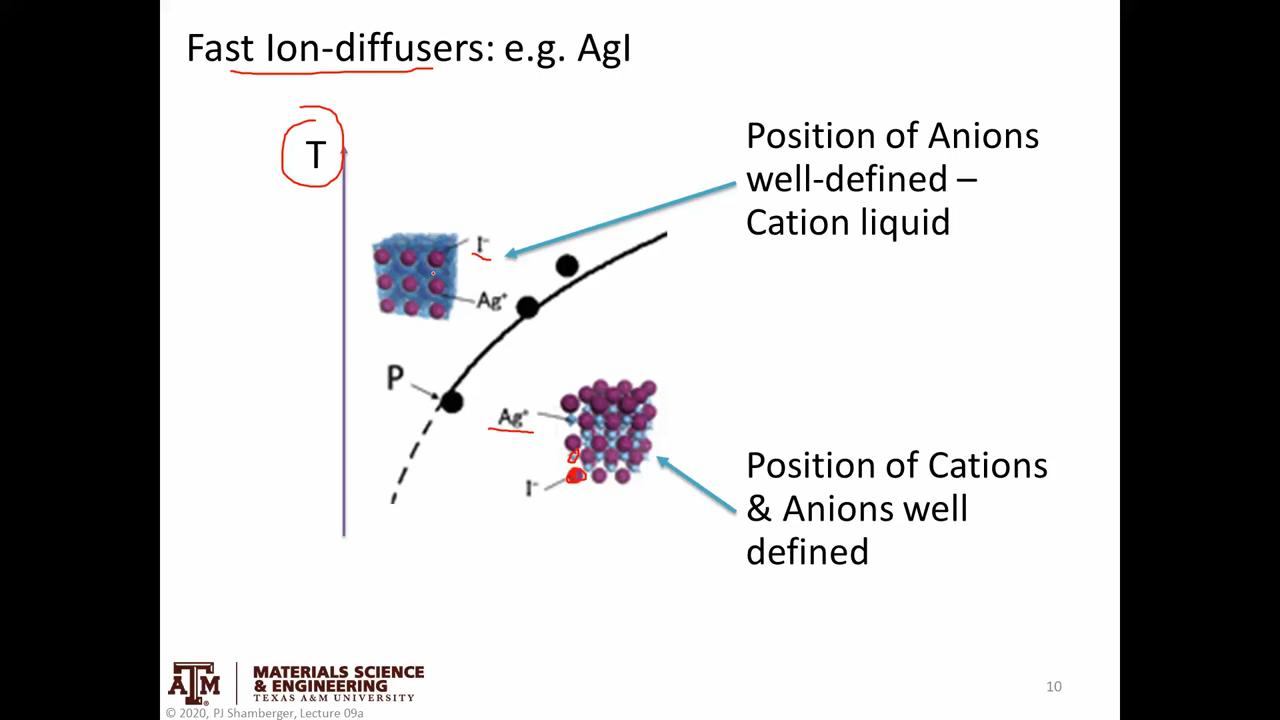 Fast Ion-diffusers: e.g. AgI
T
Position of Anions
well-defined –
Cation liquid
I⁻
Ag⁺
P
Ag⁺
I⁻
Position of Cations
& Anions well
defined
ATM
MATERIALS SCIENCE
& ENGINEERING
TEXAS A&M UNIVERSITY
© 2020, PJ Shamberger, Lecture 09a
10